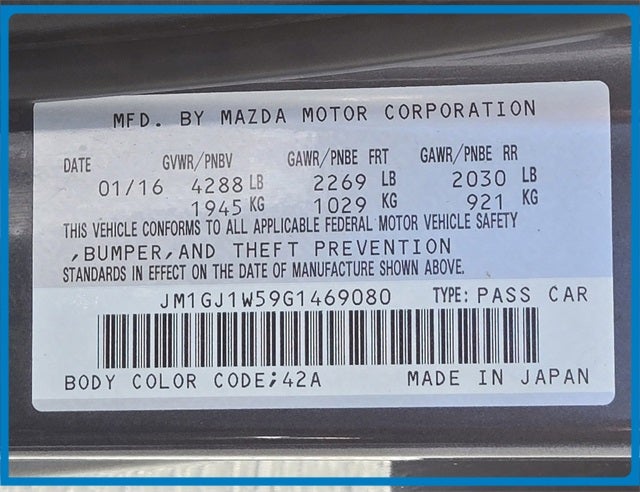 MFD. BY MAZDA MOTOR CORPORATION
DATE GVWR/PNBV GAWR/PNBE FRT GAWR/PNBE RR
01/16 4288 LB 2269 LB 2030 LB
1945 KG 1029 KG 921 KG
THIS VEHICLE CONFORMS TO ALL APPLICABLE FEDERAL MOTOR VEHICLE SAFETY
,BUMPER,AND THEFT PREVENTION
STANDARDS IN EFFECT ON THE DATE OF MANUFACTURE SHOWN ABOVE.
JM1GJ1W59G1469080 TYPE: PASS CAR
BODY COLOR CODE;42A MADE IN JAPAN